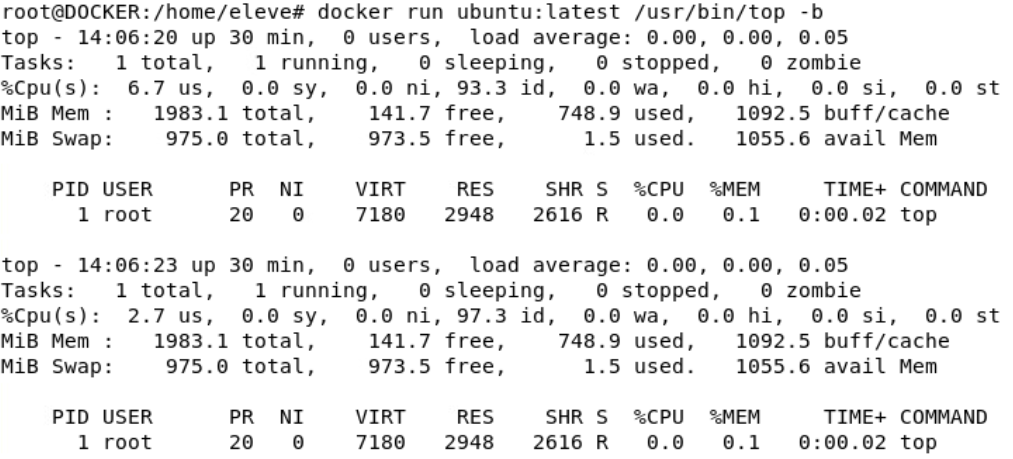 root@DOCKER:/home/eleve# docker run ubuntu:latest /usr/bin/top -b
top - 14:06:20 up 30 min,  0 users,  load average: 0.00, 0.00, 0.05
Tasks:   1 total,   1 running,   0 sleeping,   0 stopped,   0 zombie
%Cpu(s):  6.7 us,  0.0 sy,  0.0 ni, 93.3 id,  0.0 wa,  0.0 hi,  0.0 si,  0.0 st
MiB Mem :   1983.1 total,    141.7 free,    748.9 used,   1092.5 buff/cache
MiB Swap:    975.0 total,    973.5 free,      1.5 used.   1055.6 avail Mem
    PID USER      PR  NI    VIRT    RES    SHR S  %CPU  %MEM     TIME+ COMMAND
      1 root      20   0    7180   2948   2616 R   0.0   0.1   0:00.02 top
top - 14:06:23 up 30 min,  0 users,  load average: 0.00, 0.00, 0.05
Tasks:   1 total,   1 running,   0 sleeping,   0 stopped,   0 zombie
%Cpu(s):  2.7 us,  0.0 sy,  0.0 ni, 97.3 id,  0.0 wa,  0.0 hi,  0.0 si,  0.0 st
MiB Mem :   1983.1 total,    141.7 free,    748.9 used,   1092.5 buff/cache
MiB Swap:    975.0 total,    973.5 free,      1.5 used.   1055.6 avail Mem
    PID USER      PR  NI    VIRT    RES    SHR S  %CPU  %MEM     TIME+ COMMAND
      1 root      20   0    7180   2948   2616 R   0.0   0.1   0:00.02 top